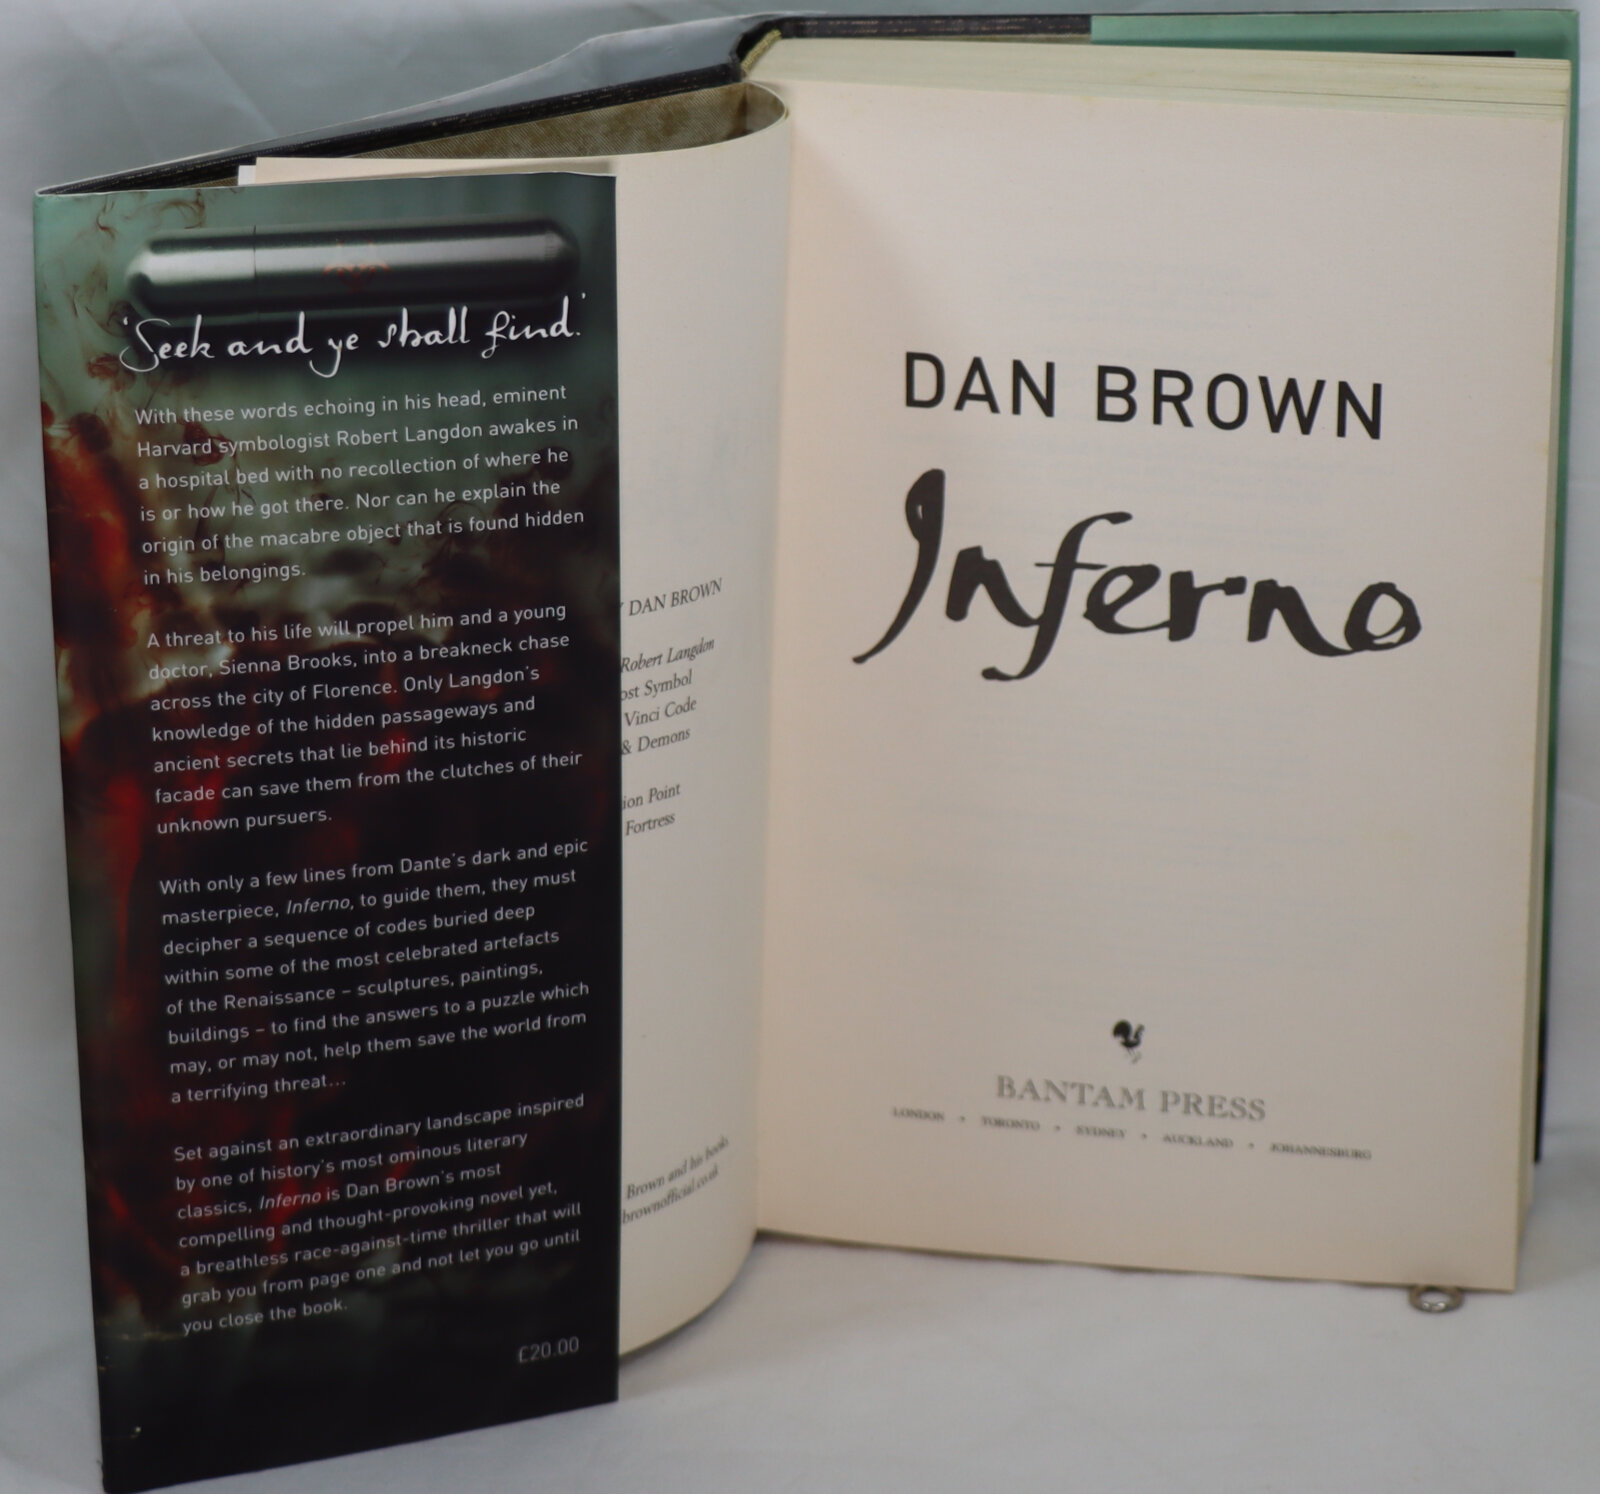 'Seek and ye shall find.'
With these words echoing in his head, eminent
Harvard symbologist Robert Langdon awakes in
a hospital bed with no recollection of where he
is or how he got there. Nor can he explain the
origin of the macabre object that is found hidden
in his belongings.
A threat to his life will propel him and a young
doctor, Sienna Brooks, into a breakneck chase
across the city of Florence. Only Langdon's
knowledge of the hidden passageways and
ancient secrets that lie behind its historic
facade can save them from the clutches of their
unknown pursuers.
With only a few lines from Dante's dark and epic
masterpiece, Inferno, to guide them, they must
decipher a sequence of codes buried deep
within some of the most celebrated artefacts
of the Renaissance – sculptures, paintings,
buildings – to find the answers to a puzzle which
may, or may not, help them save the world from
a terrifying threat...
Set against an extraordinary landscape inspired
by one of history's most ominous literary
classics, Inferno is Dan Brown's most
compelling and thought-provoking novel yet,
a breathless race-against-time thriller that will
grab you from page one and not let you go until
you close the book.
£20.00
DAN BROWN
Robert Langdon
ost Symbol
Vinci Code
& Demons
ion Point
Fortress
Brown and his books
brownofficial.co.uk
DAN BROWN
Inferno
BANTAM PRESS
LONDON • TORONTO • SYDNEY • AUCKLAND • JOHANNESBURG